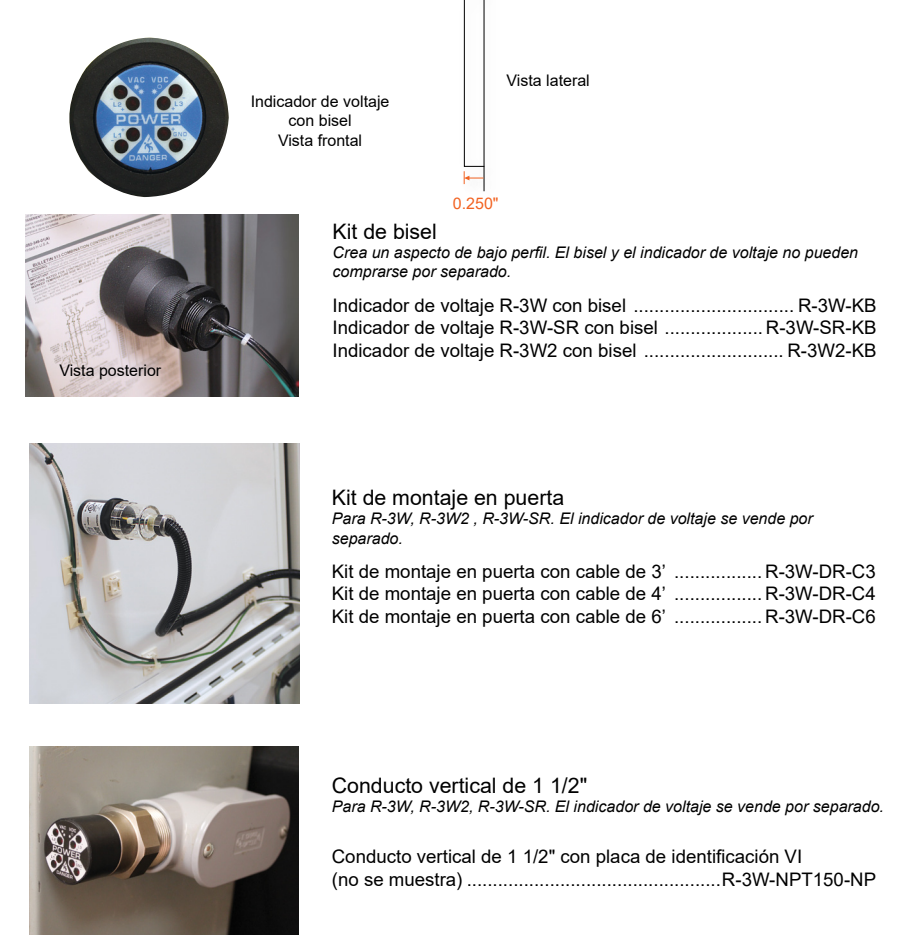 VAC VDC
L2 L3
POWER
L1 GND
DANGER
Indicador de voltaje
con bisel
Vista frontal
Vista lateral
0.250"
Vista posterior
Kit de bisel
Crea un aspecto de bajo perfil. El bisel y el indicador de voltaje no pueden
comprarse por separado.
Indicador de voltaje R-3W con bisel ............................. R-3W-KB
Indicador de voltaje R-3W-SR con bisel ................... R-3W-SR-KB
Indicador de voltaje R-3W2 con bisel ........................... R-3W2-KB
Kit de montaje en puerta
Para R-3W, R-3W2 , R-3W-SR. El indicador de voltaje se vende por
separado.
Kit de montaje en puerta con cable de 3’ ................. R-3W-DR-C3
Kit de montaje en puerta con cable de 4’ ................. R-3W-DR-C4
Kit de montaje en puerta con cable de 6’ ................. R-3W-DR-C6
VAC VDC
POWER
DANGER
Conducto vertical de 1 1/2"
Para R-3W, R-3W2, R-3W-SR. El indicador de voltaje se vende por separado.
Conducto vertical de 1 1/2" con placa de identificación VI
(no se muestra) .................................................R-3W-NPT150-NP